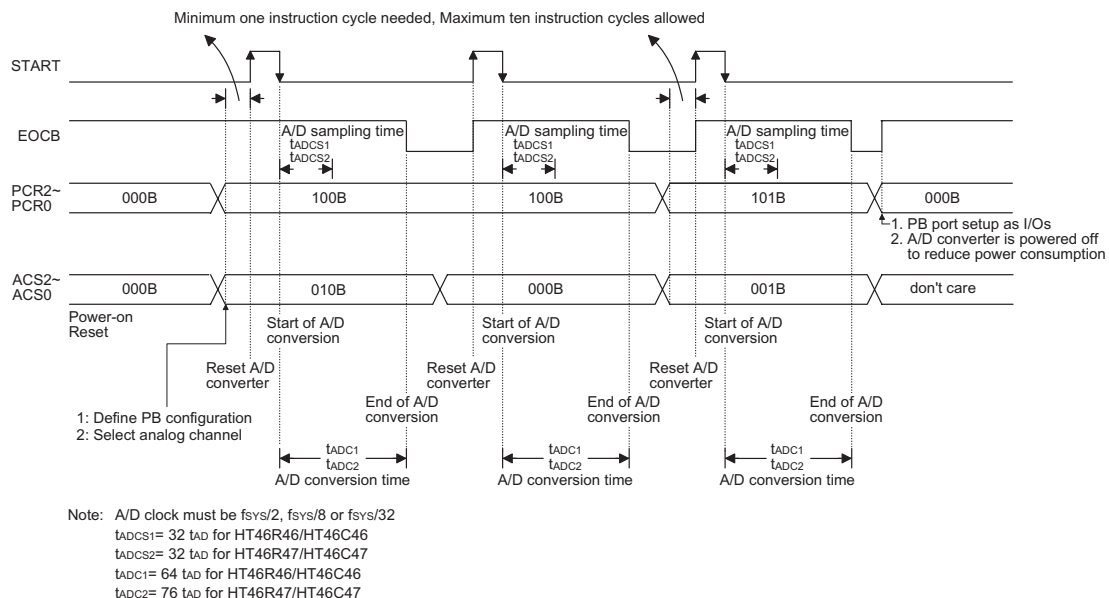 Minimum one instruction cycle needed, Maximum ten instruction cycles allowed
START
EOCB
A/D sampling time
tADCS1
tADCS2
A/D sampling time
tADCS1
tADCS2
A/D sampling time
tADCS1
tADCS2
PCR2~
PCR0
000B
100B
100B
101B
000B
1. PB port setup as I/Os
2. A/D converter is powered off
to reduce power consumption
ACS2~
ACS0
000B
010B
000B
001B
don't care
Power-on
Reset
Start of A/D
conversion
Start of A/D
conversion
Start of A/D
conversion
Reset A/D
converter
Reset A/D
converter
Reset A/D
converter
End of A/D
conversion
End of A/D
conversion
End of A/D
conversion
1: Define PB configuration
2: Select analog channel
tADC1
tADC2
A/D conversion time
tADC1
tADC2
A/D conversion time
tADC1
tADC2
A/D conversion time
Note: A/D clock must be fSYS/2, fSYS/8 or fSYS/32
tADCS1= 32 tAD for HT46R46/HT46C46
tADCS2= 32 tAD for HT46R47/HT46C47
tADC1= 64 tAD for HT46R46/HT46C46
tADC2= 76 tAD for HT46R47/HT46C47